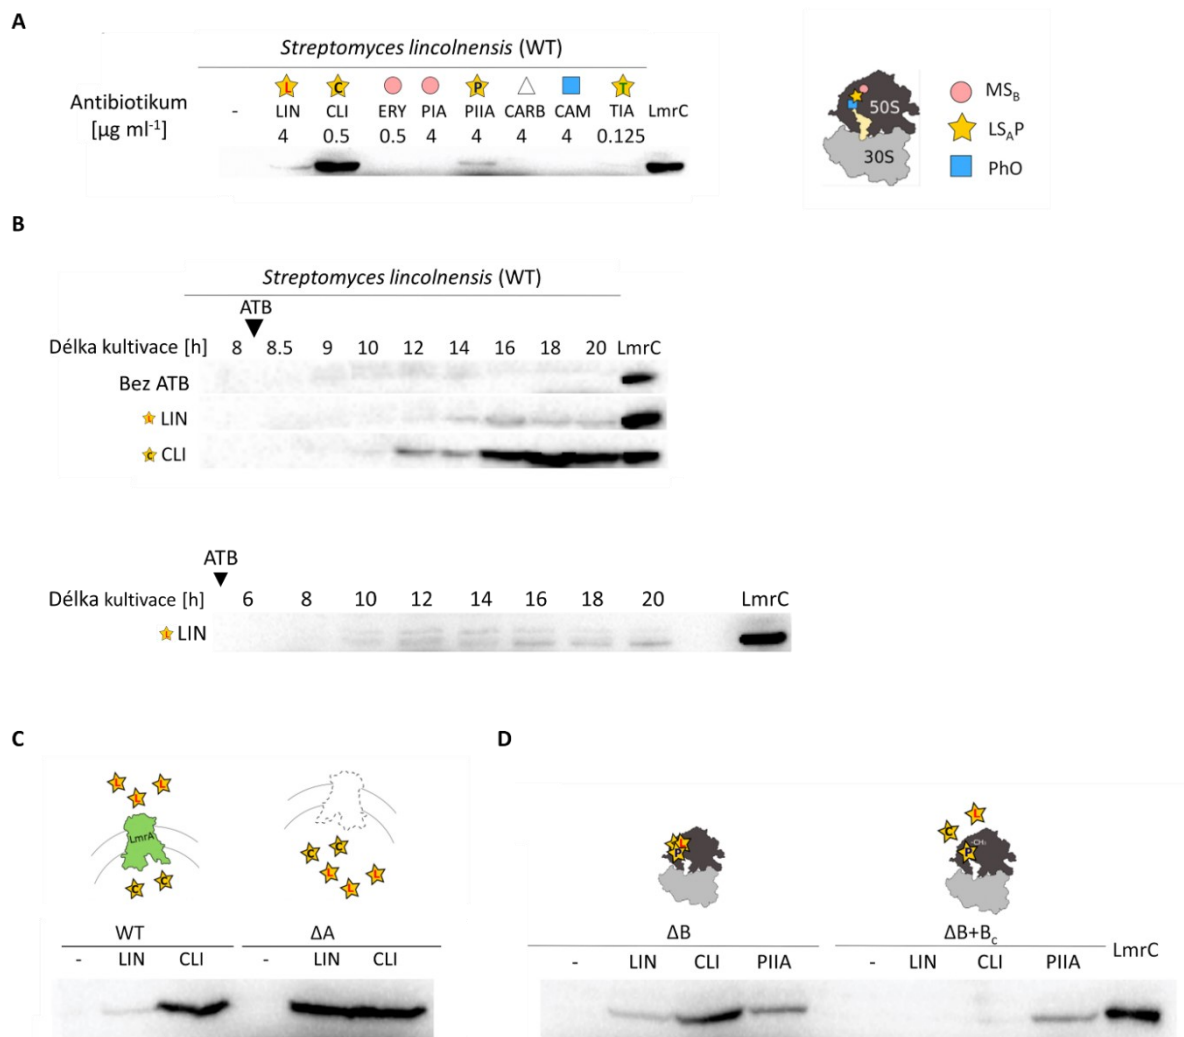 A
Streptomyces lincolnensis (WT)
L C P T
Antibiotikum
[µg ml-1]
- LIN CLI ERY PIA PIIA CARB CAM TIA LmrC
4 0.5 0.5 4 4 4 4 0.125
50S
30S
MSB
LSAP
PhO
B
Streptomyces lincolnensis (WT)
ATB
Délka kultivace [h] 8 8.5 9 10 12 14 16 18 20 LmrC
Bez ATB
L LIN
C CLI
ATB
Délka kultivace [h] 6 8 10 12 14 16 18 20 LmrC
L LIN
C
L L L
L
LmrA
C C
C C
L L L
WT ΔA
- LIN CLI - LIN CLI
D
L
P
L
C
P
-CH3
ΔB ΔB+Bc
- LIN CLI PIIA - LIN CLI PIIA LmrC